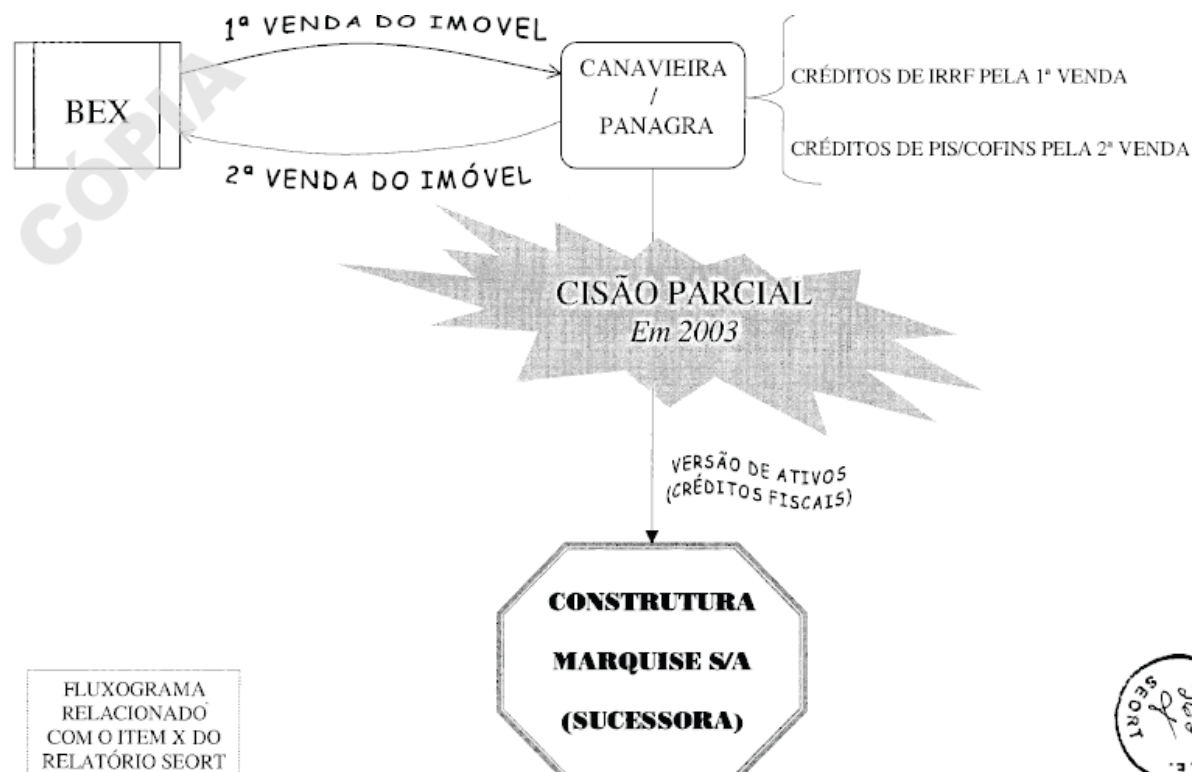 1ª VENDA DO IMOVEL
BEX
CANAVIEIRA
/
PANAGRA
CRÉDITOS DE IRRF PELA 1ª VENDA
CRÉDITOS DE PIS/COFINS PELA 2ª VENDA
2ª VENDA DO IMÓVEL
CÓPIA
CISÃO PARCIAL
Em 2003
VERSÃO DE ATIVOS
(CRÉDITOS FISCAIS)
CONSTRUTURA
MARQUISE S/A
(SUCESSORA)
FLUXOGRAMA
RELACIONADO
COM O ITEM X DO
RELATÓRIO SEORT
SEORT